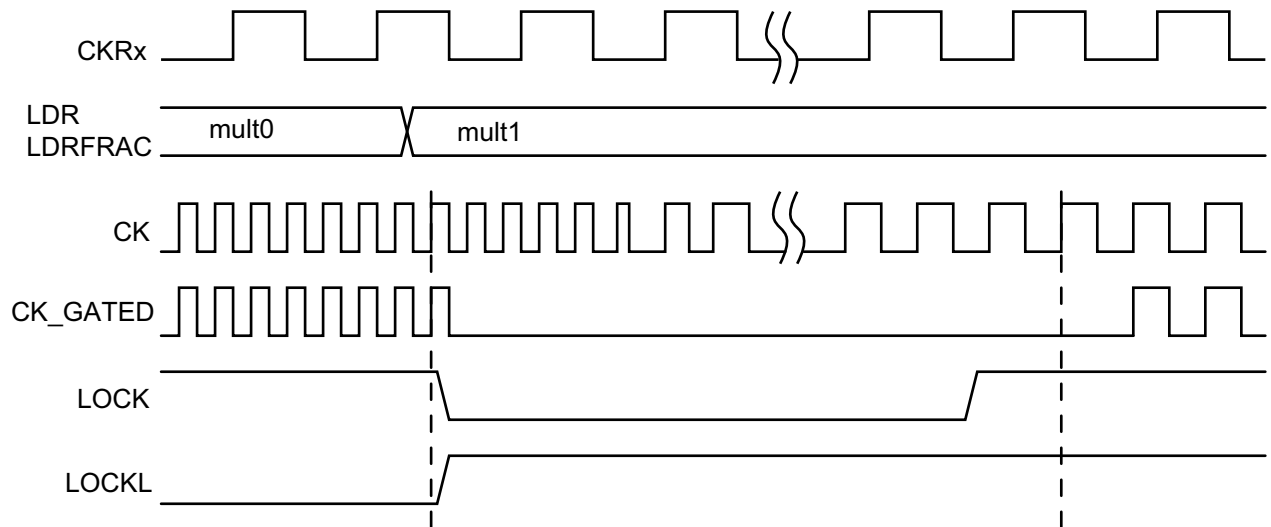 CKRx
LDR
LDRFRAC
mult0
mult1
CK
CK_GATED
LOCK
LOCKL